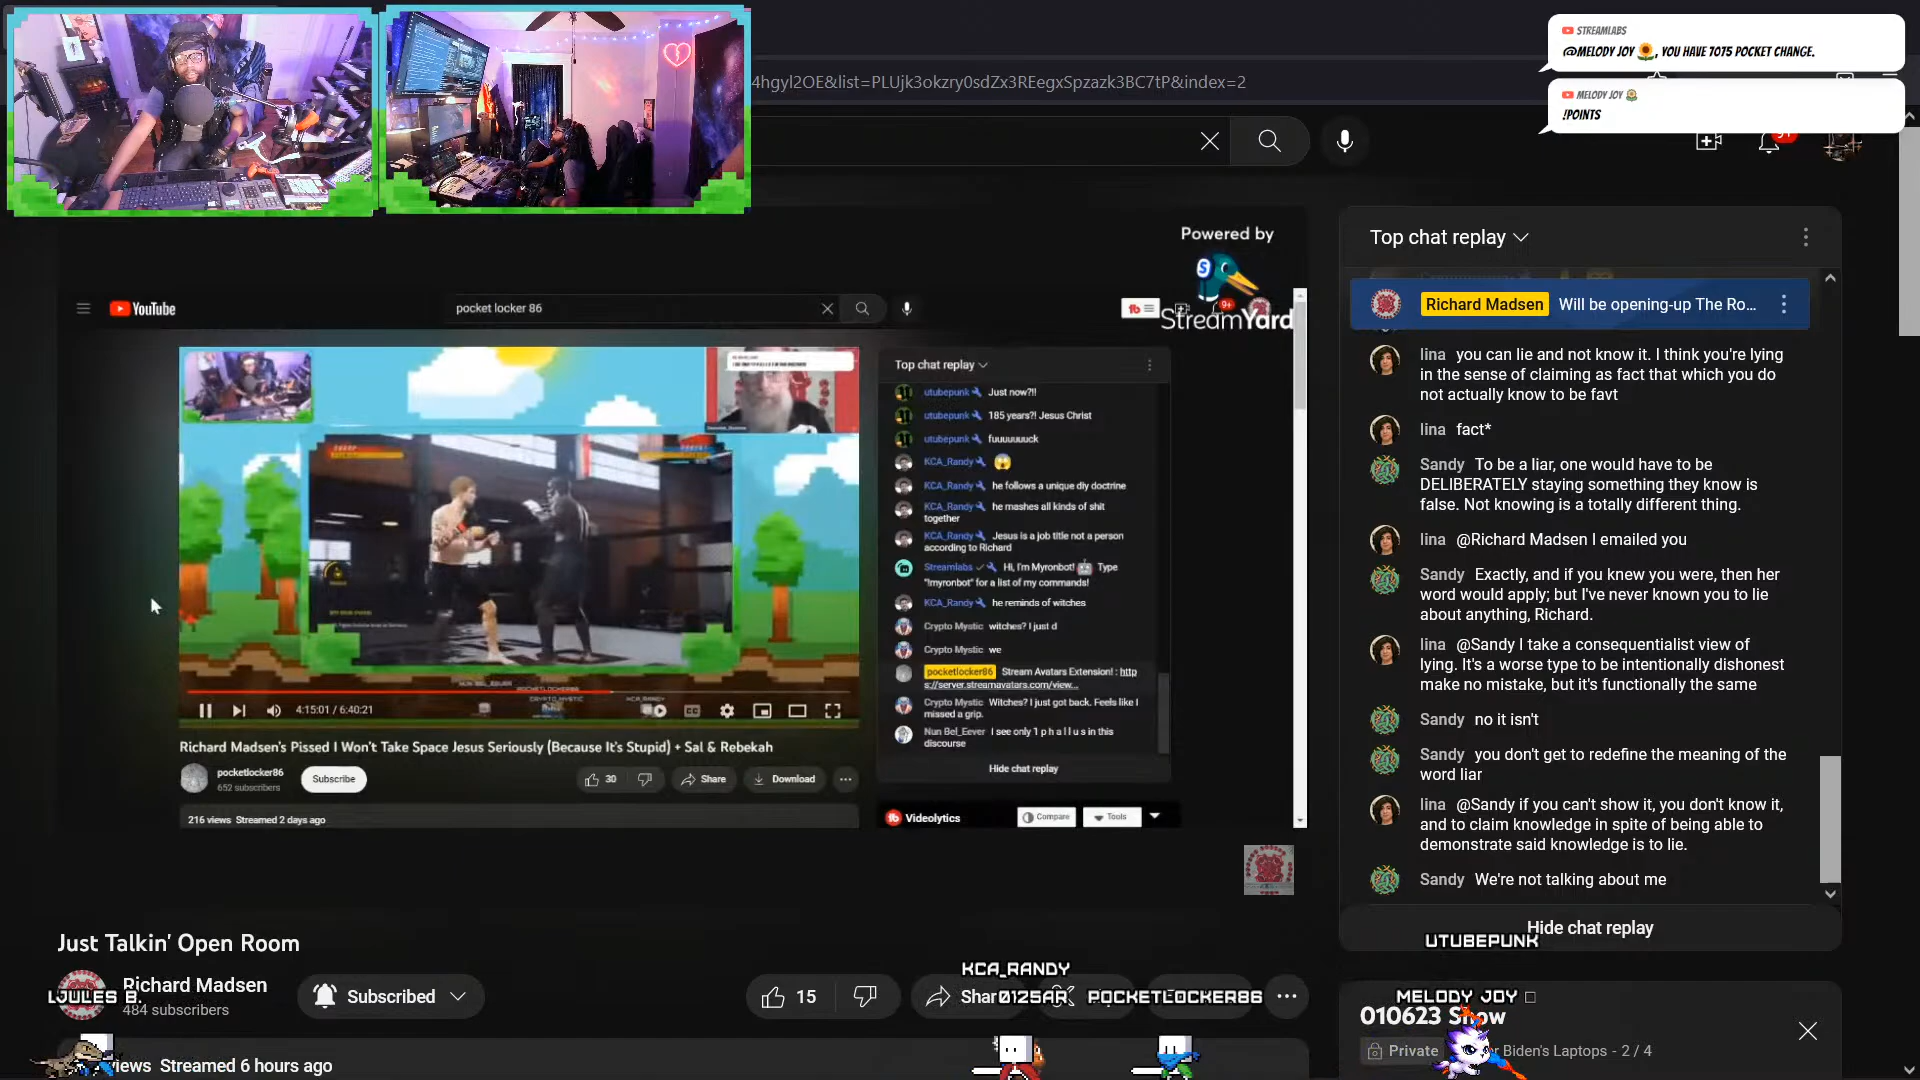 STREAMLABS
@MELODY JOY 🌻, YOU HAVE 7075 POCKET CHANGE.
MELODY JOY 🌻
!POINTS
4hgyl2OE&list=PLUjk3okzry0sdZx3REegxSpzazk3BC7tP&index=2
Powered by
StreamYard
YouTube
pocket locker 86
9+
Top chat replay
utubepunk Just now?!!
utubepunk 185 years?! Jesus Christ
utubepunk fuuuuuuuck
KCA_Randy 😱
KCA_Randy he follows a unique diy doctrine
KCA_Randy he mashes all kinds of shit
together
KCA_Randy Jesus is a job title not a person
according to Richard
Streamlabs Hi, I'm Myronbot! 🤖 Type
"!myronbot" for a list of my commands!
KCA_Randy he reminds of witches
Crypto Mystic witches? I just d
Crypto Mystic we
pocketlocker86 Stream Avatars Extension! : http
s://server.streamavatars.com/view...
Crypto Mystic Witches? I just got back. Feels like I
missed a grip.
Nun Bel_Eever I see only 1 p h a l l u s in this
discourse
Hide chat replay
4:15:01 / 6:40:21
Richard Madsen's Pissed I Won't Take Space Jesus Seriously (Because It's Stupid) + Sal & Rebekah
pocketlocker86
652 subscribers
Subscribe
30
Share
Download
216 views Streamed 2 days ago
Videolytics
Compare
Tools
Top chat replay
Richard Madsen Will be opening-up The Ro...
lina you can lie and not know it. I think you're lying
in the sense of claiming as fact that which you do
not actually know to be favt
lina fact*
Sandy To be a liar, one would have to be
DELIBERATELY staying something they know is
false. Not knowing is a totally different thing.
lina @Richard Madsen I emailed you
Sandy Exactly, and if you knew you were, then her
word would apply; but I've never known you to lie
about anything, Richard.
lina @Sandy I take a consequentialist view of
lying. It's a worse type to be intentionally dishonest
make no mistake, but it's functionally the same
Sandy no it isn't
Sandy you don't get to redefine the meaning of the
word liar
lina @Sandy if you can't show it, you don't know it,
and to claim knowledge in spite of being able to
demonstrate said knowledge is to lie.
Sandy We're not talking about me
Hide chat replay
UTUBEPUNK
Just Talkin' Open Room
Richard Madsen
LJULES B.
484 subscribers
Subscribed
15
Shar
KCA_RANDY
0125AR
POCKETLOCKER86
MELODY JOY
010623 Show
Private
r Biden's Laptops - 2 / 4
iews Streamed 6 hours ago